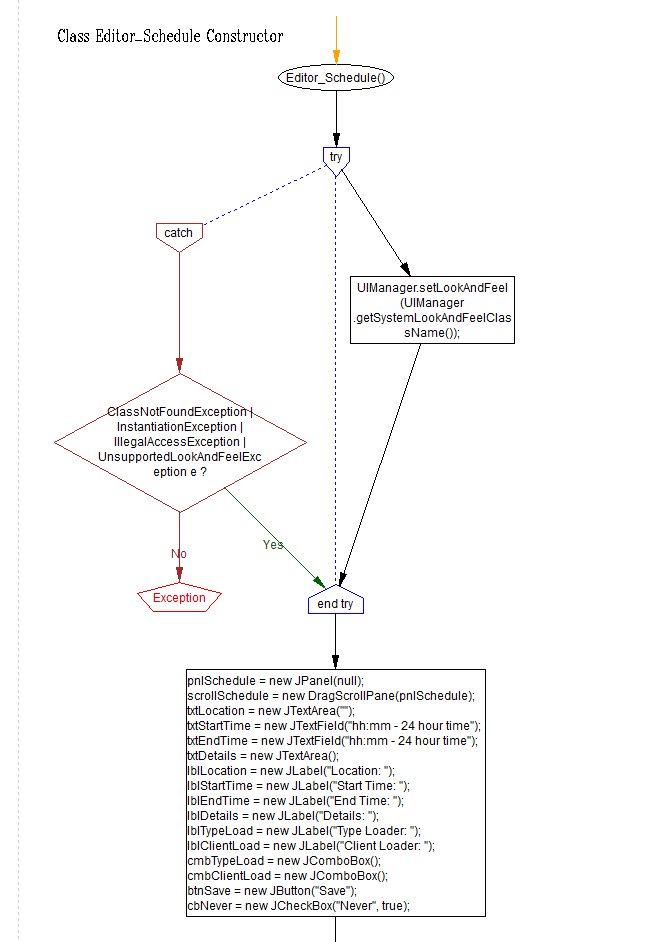 Class Editor_Schedule Constructor
Editor_Schedule()
try
catch
UIManager.setLookAndFeel
(UIManager
.getSystemLookAndFeelClas
sName());
ClassNotFoundException |
InstantiationException |
IllegalAccessException |
UnsupportedLookAndFeelExc
eption e ?
Yes
No
Exception
end try
pnlSchedule = new JPanel(null);
scrollSchedule = new DragScrollPane(pnlSchedule);
txtLocation = new JTextArea("");
txtStartTime = new JTextField("hh:mm - 24 hour time");
txtEndTime = new JTextField("hh:mm - 24 hour time");
txtDetails = new JTextArea();
lblLocation = new JLabel("Location: ");
lblStartTime = new JLabel("Start Time: ");
lblEndTime = new JLabel("End Time: ");
lblDetails = new JLabel("Details: ");
lblTypeLoad = new JLabel("Type Loader: ");
lblClientLoad = new JLabel("Client Loader: ");
cmbTypeLoad = new JComboBox();
cmbClientLoad = new JComboBox();
btnSave = new JButton("Save");
cbNever = new JCheckBox("Never", true);